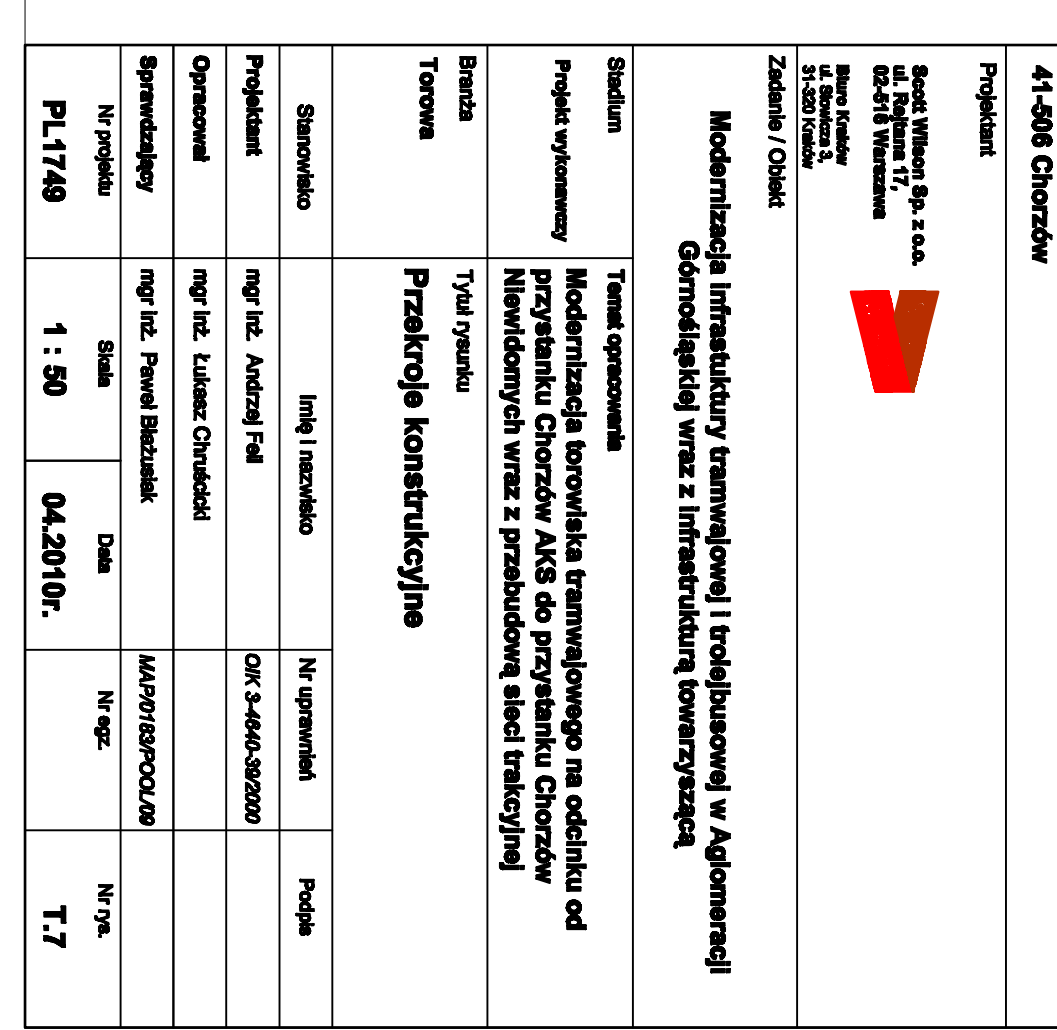 41-506 Chorzów
Projektant
Scott Wilson Sp. z o.o.
ul. Rejtana 17,
02-516 Warszawa
Biuro Kraków
ul. Słowicza 3,
31-320 Kraków
Zadanie / Obiekt
Modernizacja infrastuktury tramwajowej i trolejbusowej w Aglomeracji
Górnośląskiej wraz z infrastrukturą towarzyszącą
Stadium
Projekt wykonawczy
Temat opracowania
Modernizacja torowiska tramwajowego na odcinku od
przystanku Chorzów AKS do przystanku Chorzów
Niewidomych wraz z przebudową sieci trakcyjnej
Branża
Torowa
Tytuł rysunku
Przekroje konstrukcyjne
Stanowisko Imię i nazwisko Nr uprawnień Podpis
Projektant mgr inż. Andrzej Fell O/K 3-4640-39/2000
Opracował mgr inż. Łukasz Chruścicki
Sprawdzający mgr inż. Paweł Błażusiak MAP/0183/POOL/09
Nr projektu Skala Data Nr egz. Nr rys.
PL1749 1 : 50 04.2010r. T.7